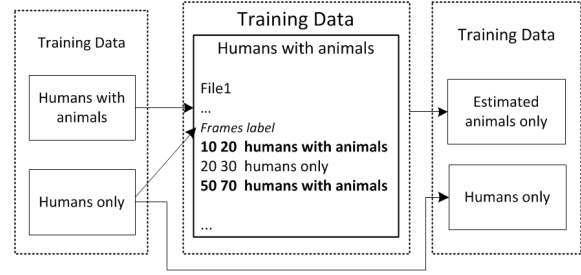 Training Data
Humans with
animals
Humans only
Training Data
Humans with animals
File1
...
Frames label
10 20 humans with animals
20 30 humans only
50 70 humans with animals
...
Training Data
Estimated
animals only
Humans only